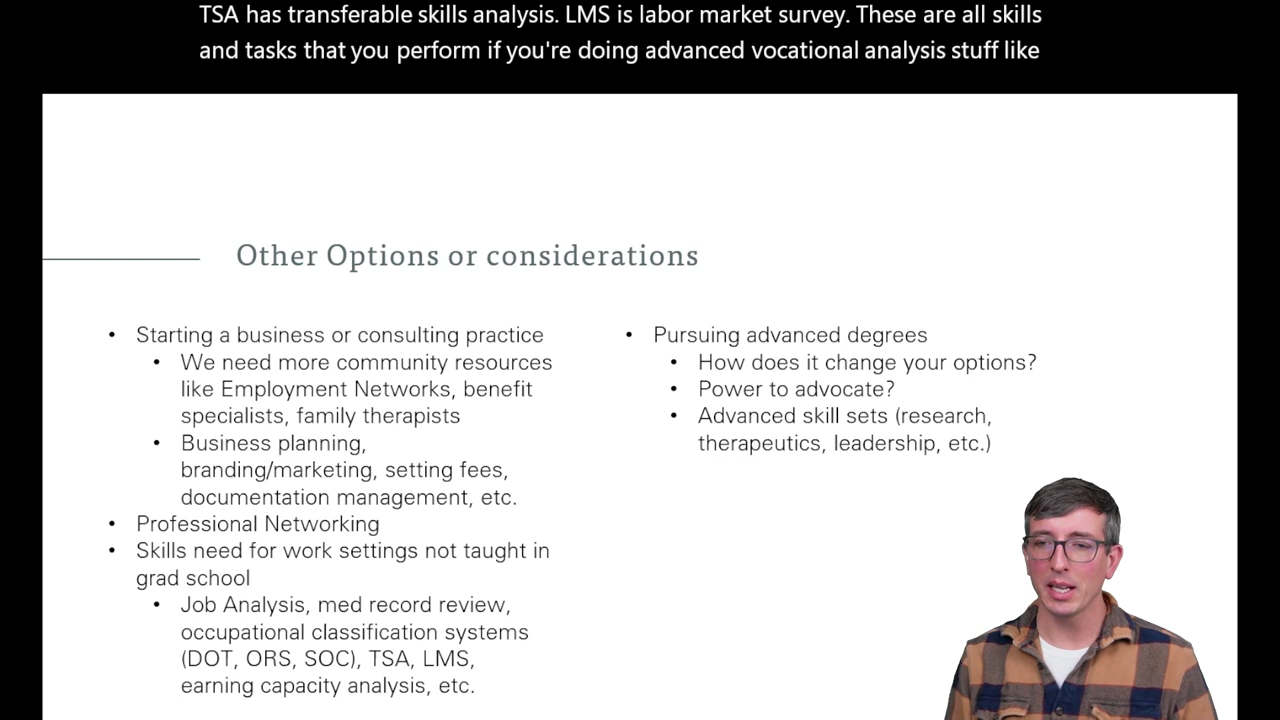 TSA has transferable skills analysis. LMS is labor market survey. These are all skills
and tasks that you perform if you're doing advanced vocational analysis stuff like
Other Options or considerations
• Starting a business or consulting practice
• We need more community resources
like Employment Networks, benefit
specialists, family therapists
• Business planning,
branding/marketing, setting fees,
documentation management, etc.
• Professional Networking
• Skills need for work settings not taught in
grad school
• Job Analysis, med record review,
occupational classification systems
(DOT, ORS, SOC), TSA, LMS,
earning capacity analysis, etc.
• Pursuing advanced degrees
• How does it change your options?
• Power to advocate?
• Advanced skill sets (research,
therapeutics, leadership, etc.)